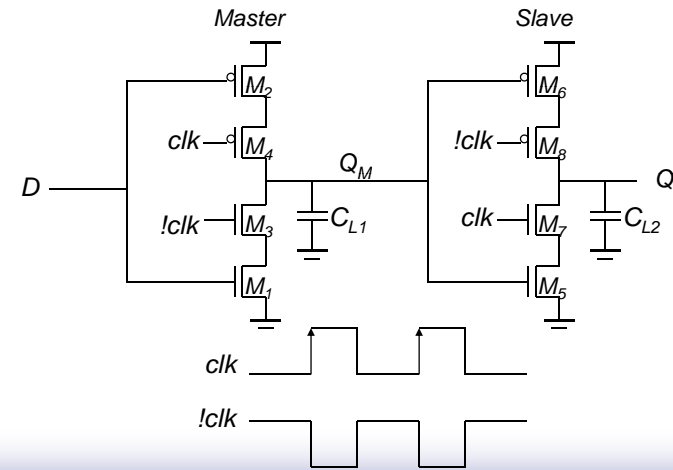 Master Slave
M2 M6
clk M4 !clk M8
D QM Q
!clk M3 CL1 clk M7 CL2
M1 M5
clk
!clk